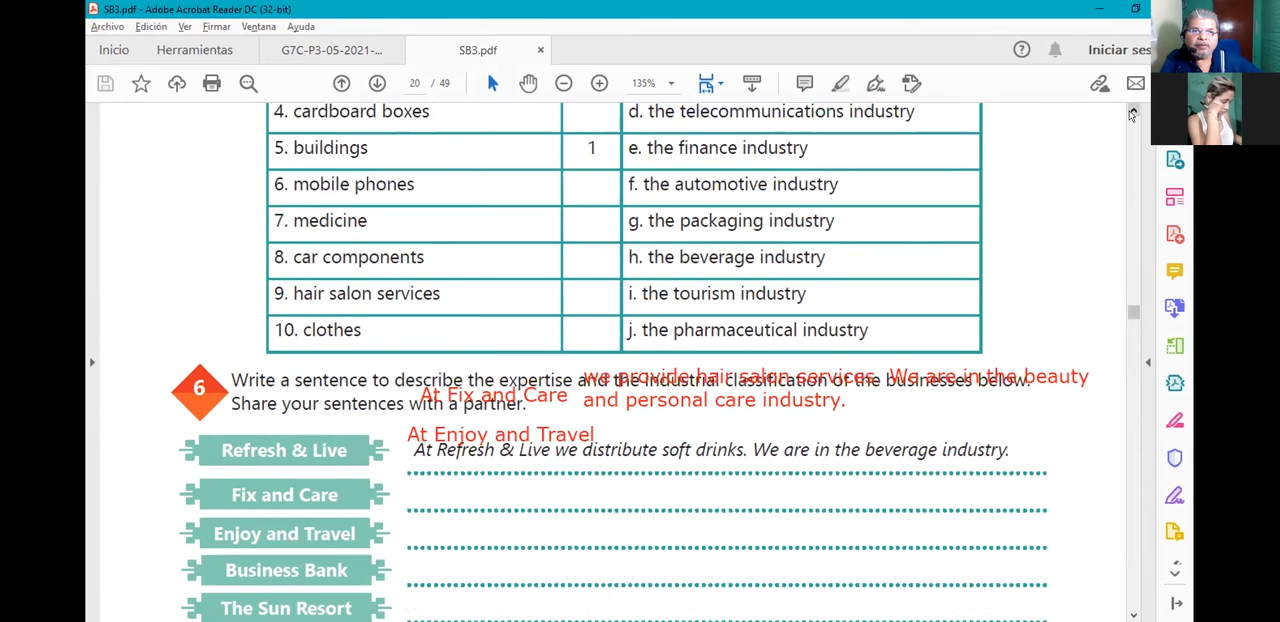 SB3.pdf - Adobe Acrobat Reader DC (32-bit)
Archivo Edición Ver Firmar Ventana Ayuda
Inicio Herramientas G7C-P3-05-2021-... SB3.pdf × Iniciar ses
20 / 49 135%
4. cardboard boxes d. the telecommunications industry
5. buildings 1 e. the finance industry
6. mobile phones f. the automotive industry
7. medicine g. the packaging industry
8. car components h. the beverage industry
9. hair salon services i. the tourism industry
10. clothes j. the pharmaceutical industry
6 Write a sentence to describe the expertise and the industrial classification of the businesses below.
Share your sentences with a partner.
At Fix and Care we provide hair salon services. We are in the beauty
and personal care industry.
At Enjoy and Travel
Refresh & Live At Refresh & Live we distribute soft drinks. We are in the beverage industry.
Fix and Care
Enjoy and Travel
Business Bank
The Sun Resort